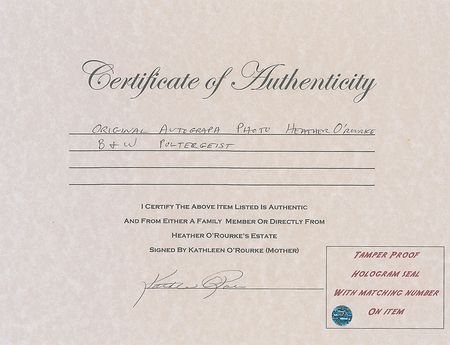 Certificate of Authenticity
ORIGINAL AUTOGRAPH PHOTO HEATHER O'ROURKE
B & W POLTERGEIST
I CERTIFY THE ABOVE ITEM LISTED IS AUTHENTIC
AND FROM EITHER A FAMILY MEMBER OR DIRECTLY FROM
HEATHER O'ROURKE'S ESTATE
SIGNED BY KATHLEEN O'ROURKE (MOTHER)
TAMPER PROOF
HOLOGRAM SEAL
WITH MATCHING NUMBER
ON ITEM